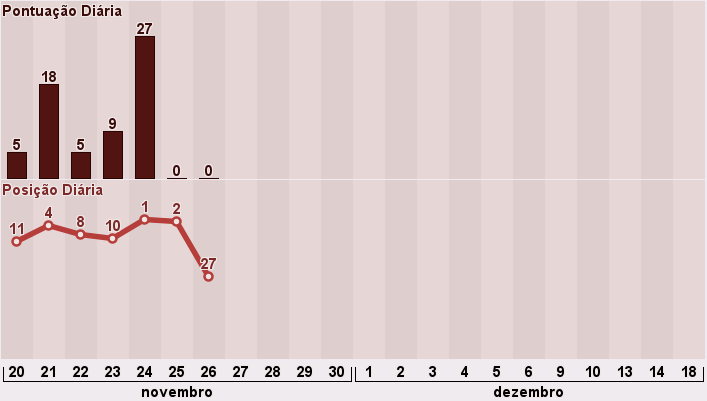 Pontuação Diária
5 18 5 9 27 0 0
Posição Diária
11 4 8 10 1 2 27
20 21 22 23 24 25 26 27 28 29 30 1 2 3 4 5 6 9 10 13 14 18
novembro dezembro